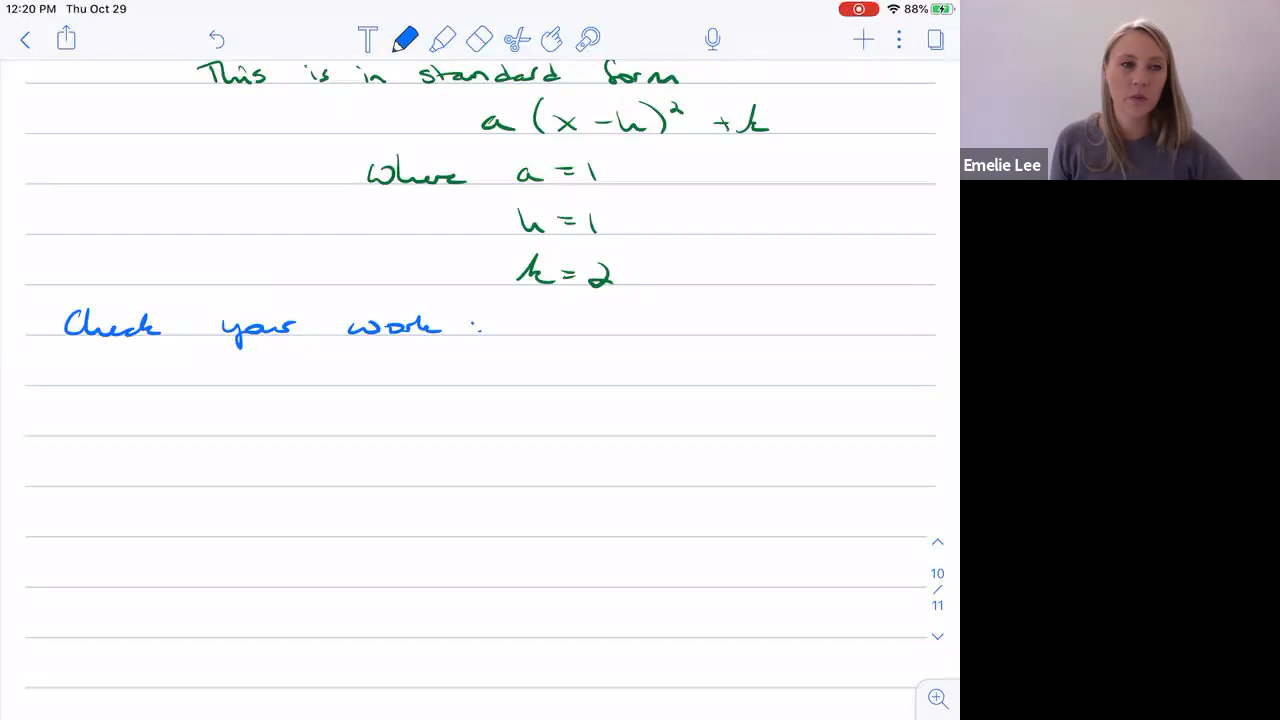 12:20 PM Thu Oct 29
88%
This is in standard form
a (x - h)² + k
where a = 1
h = 1
k = 2
Check your work :
10
/
11
Emelie Lee